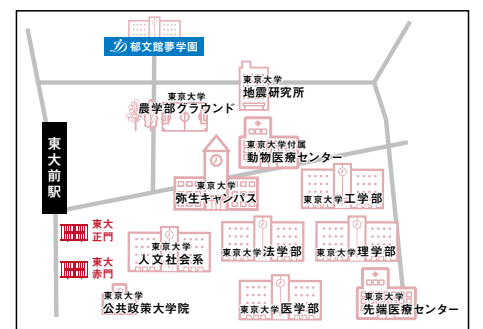 郁文館夢学園
東京大学
地震研究所
東京大学
農学部グラウンド
東大前駅
東京大学付属
動物医療センター
東京大学
弥生キャンパス
東京大学工学部
東大
正門
東京大学
人文社会系
東京大学法学部
東京大学理学部
東大
赤門
東京大学
公共政策大学院
東京大学医学部
東京大学
先端医療センター